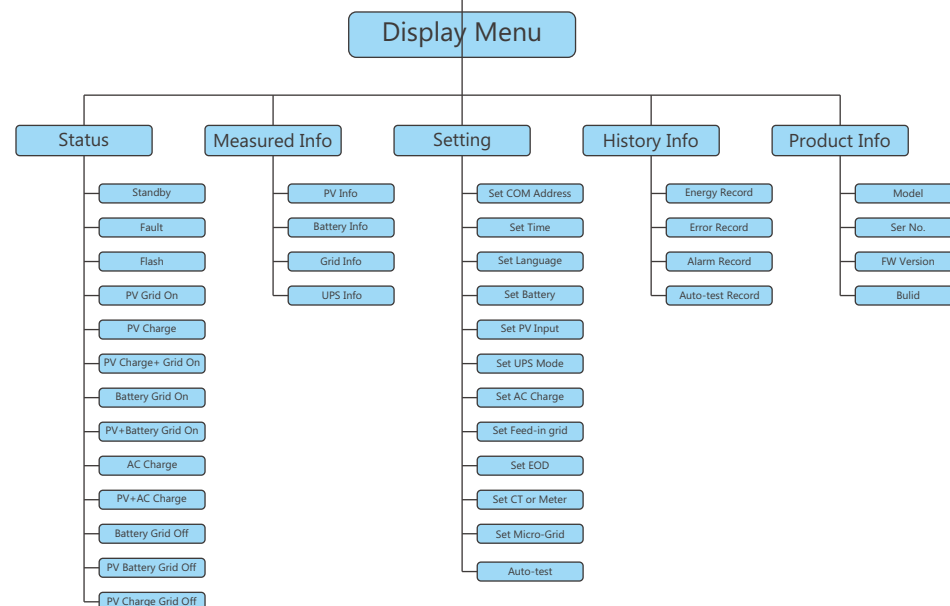 Display Menu
Status
Measured Info
Setting
History Info
Product Info
Standby
Fault
Flash
PV Grid On
PV Charge
PV Charge+ Grid On
Battery Grid On
PV+Battery Grid On
AC Charge
PV+AC Charge
Battery Grid Off
PV Battery Grid Off
PV Charge Grid Off
PV Info
Battery Info
Grid Info
UPS Info
Set COM Address
Set Time
Set Language
Set Battery
Set PV Input
Set UPS Mode
Set AC Charge
Set Feed-in grid
Set EOD
Set CT or Meter
Set Micro-Grid
Auto-test
Energy Record
Error Record
Alarm Record
Auto-test Record
Model
Ser No.
FW Version
Bulid